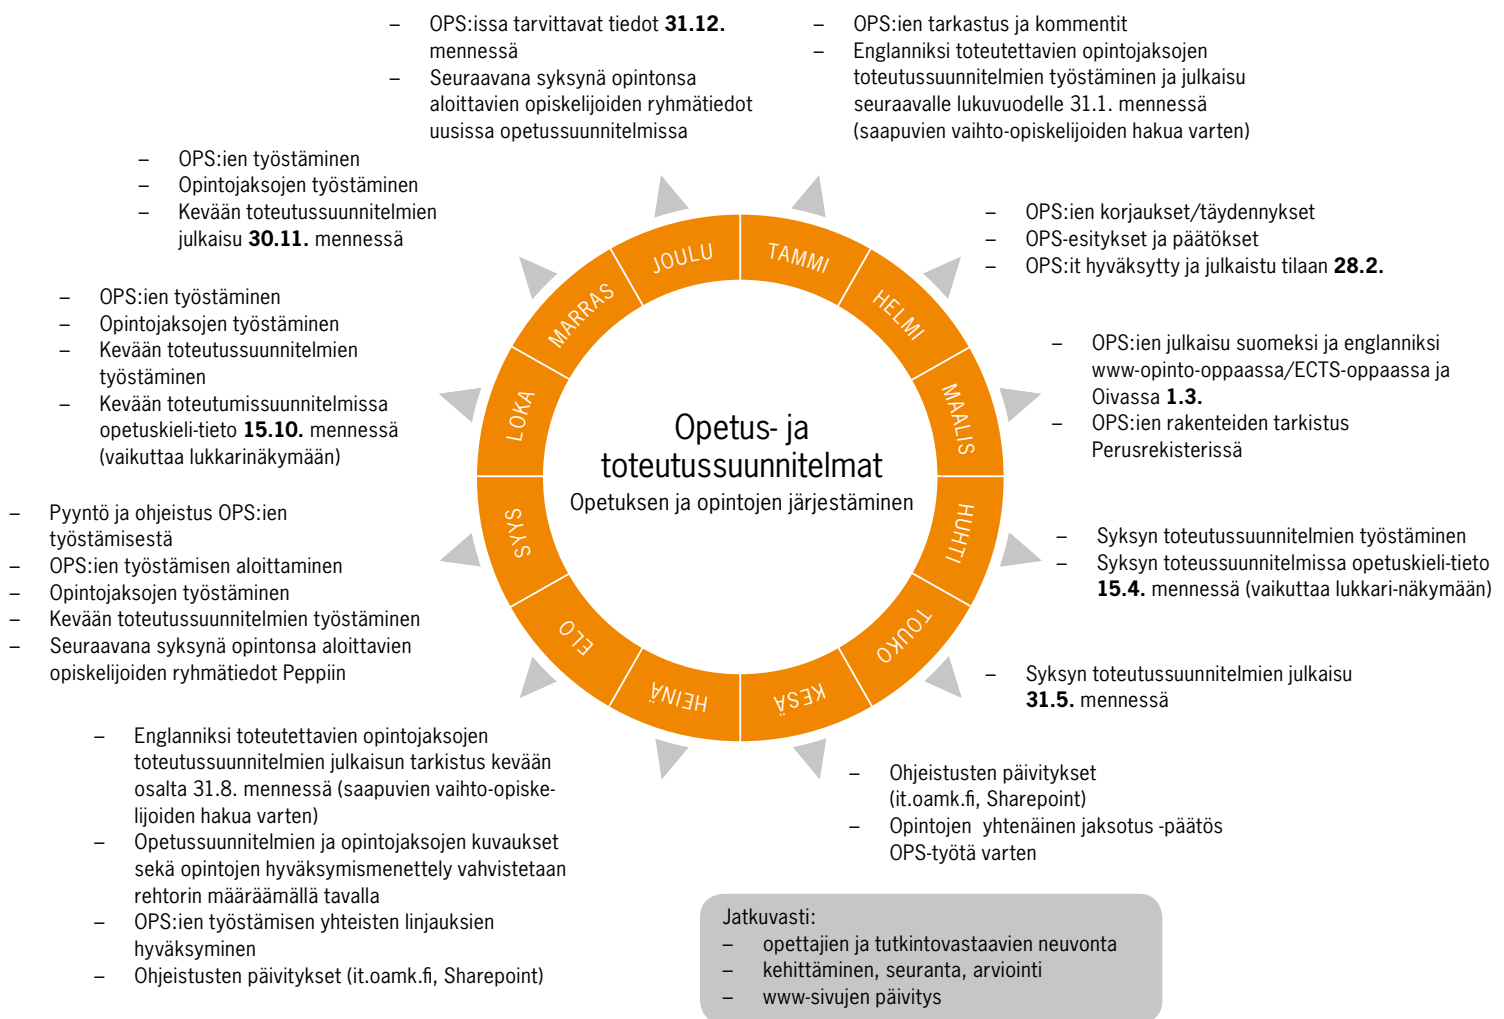 – OPS:issa tarvittavat tiedot 31.12.
mennessä
– Seuraavana syksynä opintonsa
aloittavien opiskelijoiden ryhmätiedot
uusissa opetussuunnitelmissa
– OPS:ien tarkastus ja kommentit
– Englanniksi toteutettavien opintojaksojen
toteutussuunnitelmien työstäminen ja julkaisu
seuraavalle lukuvuodelle 31.1. mennessä
(saapuvien vaihto-opiskelijoiden hakua varten)
– OPS:ien työstäminen
– Opintojaksojen työstäminen
– Kevään toteutussuunnitelmien
julkaisu 30.11. mennessä
– OPS:ien korjaukset/täydennykset
– OPS-esitykset ja päätökset
– OPS:it hyväksytty ja julkaistu tilaan 28.2.
– OPS:ien työstäminen
– Opintojaksojen työstäminen
– Kevään toteutussuunnitelmien
työstäminen
– Kevään toteutumissuunnitelmissa
opetuskieli-tieto 15.10. mennessä
(vaikuttaa lukkarinäkymään)
– OPS:ien julkaisu suomeksi ja englanniksi
www-opinto-oppaassa/ECTS-oppaassa ja
Oivassa 1.3.
– OPS:ien rakenteiden tarkistus
Perusrekisterissä
TAMMI
HELMI
MAALIS
HUHTI
TOUKO
KESÄ
HEINÄ
ELO
SYYS
LOKA
MARRAS
JOULU
Opetus- ja
toteutussuunnitelmat
Opetuksen ja opintojen järjestäminen
– Pyyntö ja ohjeistus OPS:ien
työstämisestä
– OPS:ien työstämisen aloittaminen
– Opintojaksojen työstäminen
– Kevään toteutussuunnitelmien työstäminen
– Seuraavana syksynä opintonsa aloittavien
opiskelijoiden ryhmätiedot Peppiin
– Syksyn toteutussuunnitelmien työstäminen
– Syksyn toteussuunnitelmissa opetuskieli-tieto
15.4. mennessä (vaikuttaa lukkari-näkymään)
– Syksyn toteutussuunnitelmien julkaisu
31.5. mennessä
– Englanniksi toteutettavien opintojaksojen
toteutussuunnitelmien julkaisun tarkistus kevään
osalta 31.8. mennessä (saapuvien vaihto-opiske-
lijoiden hakua varten)
– Opetussuunnitelmien ja opintojaksojen kuvaukset
sekä opintojen hyväksymismenettely vahvistetaan
rehtorin määräämällä tavalla
– OPS:ien työstämisen yhteisten linjauksien
hyväksyminen
– Ohjeistusten päivitykset (it.oamk.fi, Sharepoint)
– Ohjeistusten päivitykset
(it.oamk.fi, Sharepoint)
– Opintojen yhtenäinen jaksotus -päätös
OPS-työtä varten
Jatkuvasti:
– opettajien ja tutkintovastaavien neuvonta
– kehittäminen, seuranta, arviointi
– www-sivujen päivitys